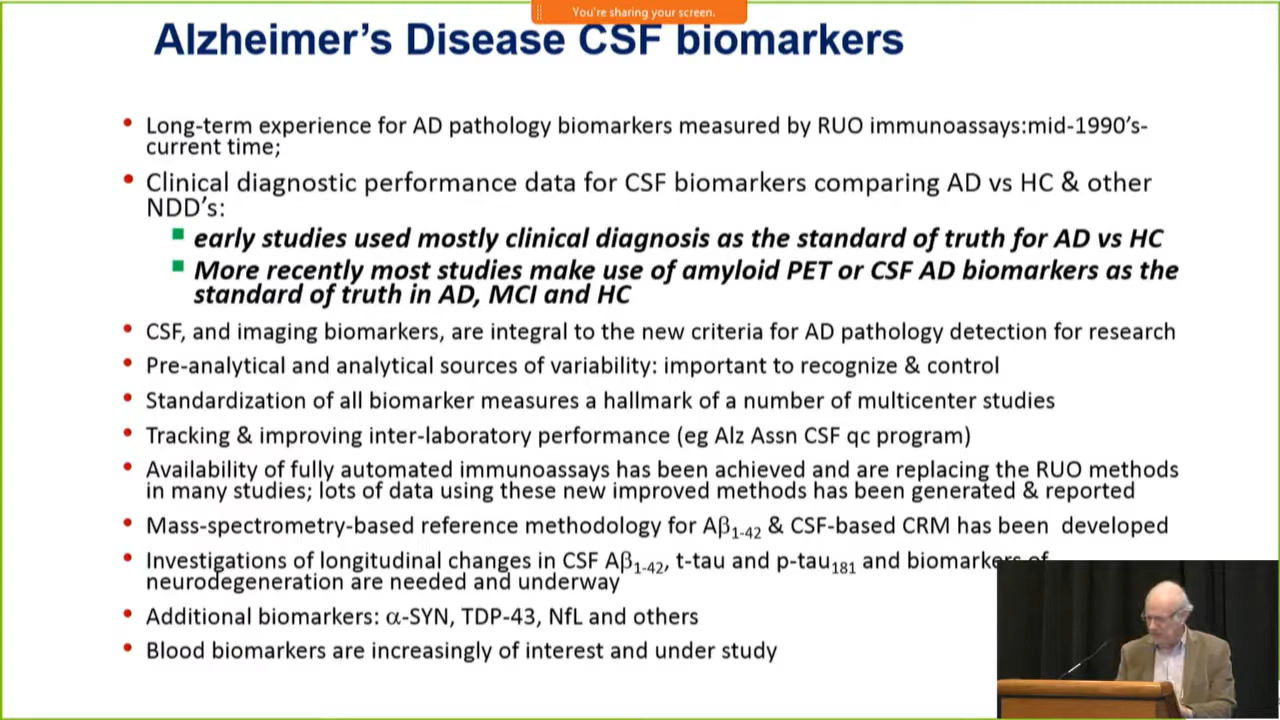 You're sharing your screen.
Alzheimer's Disease CSF biomarkers
• Long-term experience for AD pathology biomarkers measured by RUO immunoassays:mid-1990's-
current time;
• Clinical diagnostic performance data for CSF biomarkers comparing AD vs HC & other
NDD's:
▪ early studies used mostly clinical diagnosis as the standard of truth for AD vs HC
▪ More recently most studies make use of amyloid PET or CSF AD biomarkers as the
standard of truth in AD, MCI and HC
• CSF, and imaging biomarkers, are integral to the new criteria for AD pathology detection for research
• Pre-analytical and analytical sources of variability: important to recognize & control
• Standardization of all biomarker measures a hallmark of a number of multicenter studies
• Tracking & improving inter-laboratory performance (eg Alz Assn CSF qc program)
• Availability of fully automated immunoassays has been achieved and are replacing the RUO methods
in many studies; lots of data using these new improved methods has been generated & reported
• Mass-spectrometry-based reference methodology for Aβ1-42 & CSF-based CRM has been developed
• Investigations of longitudinal changes in CSF Aβ1-42, t-tau and p-tau181 and biomarkers of
neurodegeneration are needed and underway
• Additional biomarkers: α-SYN, TDP-43, NfL and others
• Blood biomarkers are increasingly of interest and under study